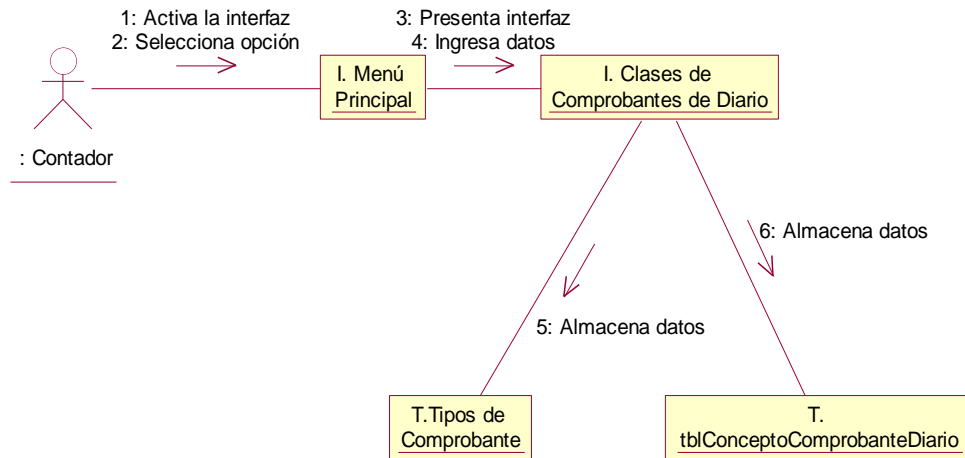 1: Activa la interfaz
2: Selecciona opción
3: Presenta interfaz
4: Ingresa datos
I. Menú
Principal
I. Clases de
Comprobantes de Diario
: Contador
6: Almacena datos
5: Almacena datos
T.Tipos de
Comprobante
T.
tblConceptoComprobanteDiario